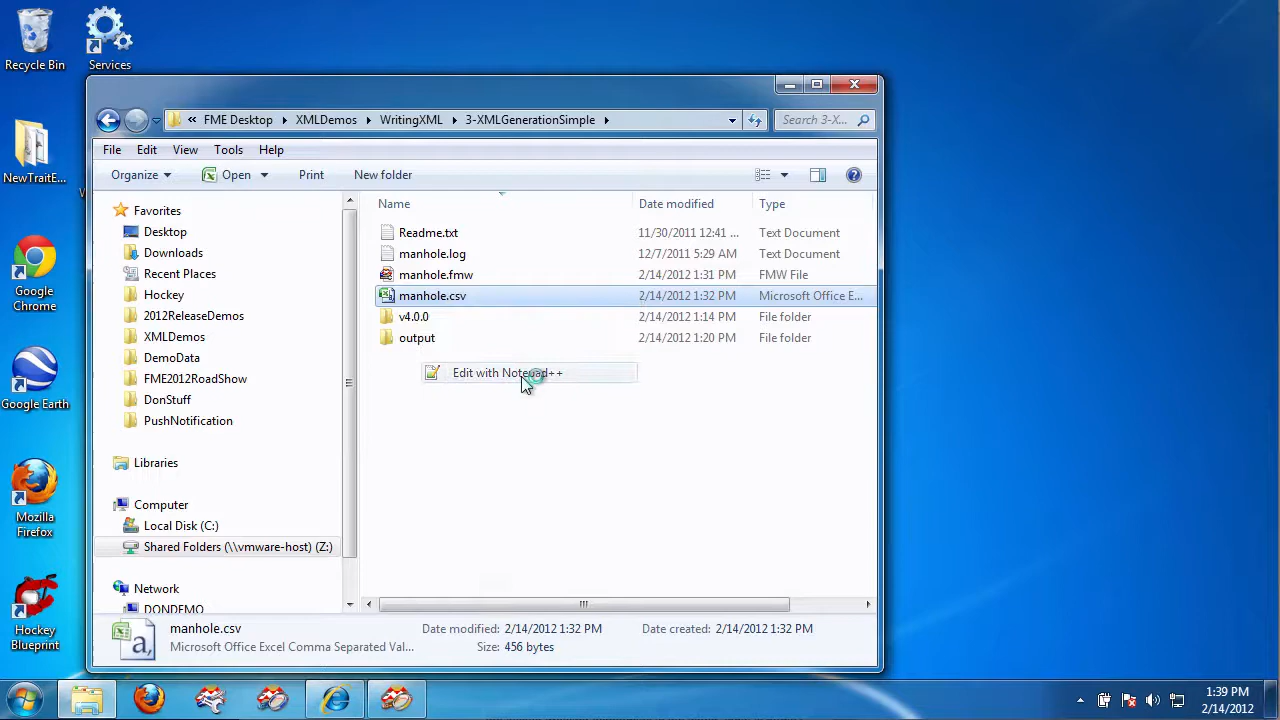 Recycle Bin
Services
NewTraitE...
Google
Chrome
Google Earth
Mozilla
Firefox
Hockey
Blueprint
« FME Desktop XMLDemos WritingXML 3-XMLGenerationSimple
Search 3-X...
File Edit View Tools Help
Organize Open Print New folder
Favorites
Desktop
Downloads
Recent Places
Hockey
2012ReleaseDemos
XMLDemos
DemoData
FME2012RoadShow
DonStuff
PushNotification
Libraries
Computer
Local Disk (C:)
Shared Folders (\\vmware-host) (Z:)
Network
DONDEMO
Name Date modified Type
Readme.txt 11/30/2011 12:41 ... Text Document
manhole.log 12/7/2011 5:29 AM Text Document
manhole.fmw 2/14/2012 1:31 PM FMW File
manhole.csv 2/14/2012 1:32 PM Microsoft Office E...
v4.0.0 2/14/2012 1:14 PM File folder
output 2/14/2012 1:20 PM File folder
Edit with Notepad++
manhole.csv Date modified: 2/14/2012 1:32 PM Date created: 2/14/2012 1:32 PM
Microsoft Office Excel Comma Separated Val... Size: 456 bytes
1:39 PM
2/14/2012